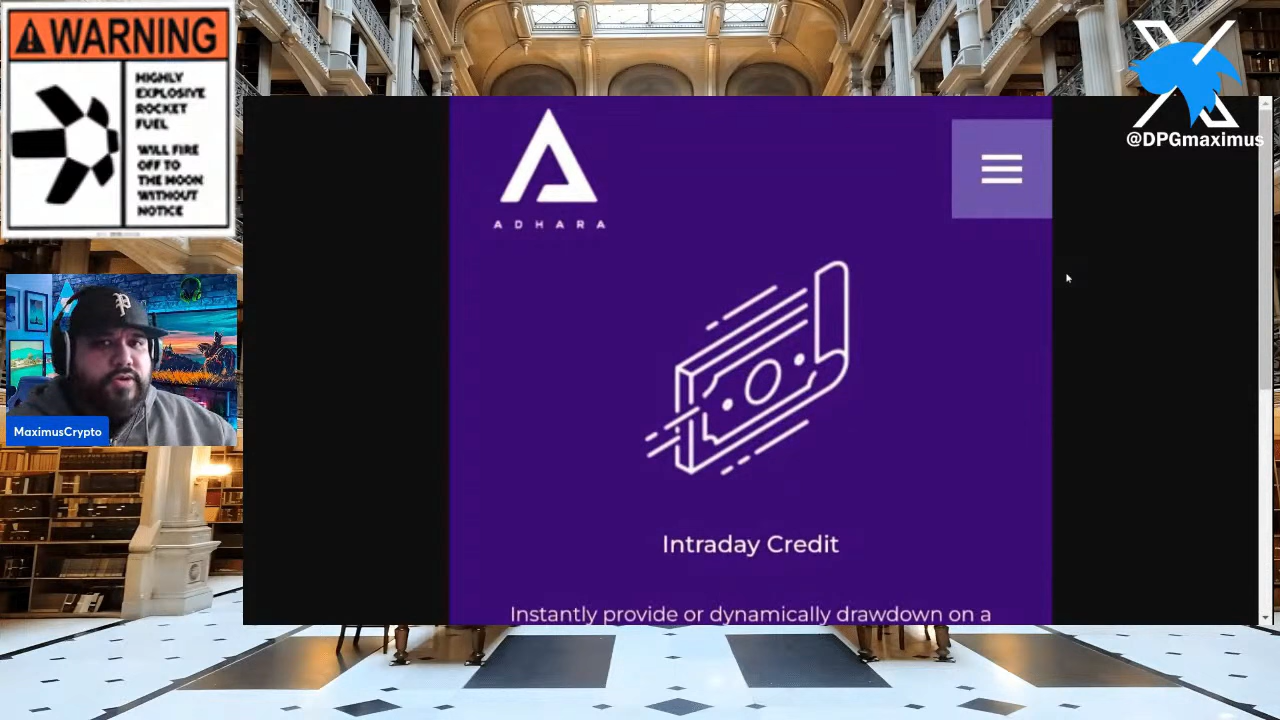 WARNING
HIGHLY
EXPLOSIVE
ROCKET
FUEL
WILL FIRE
OFF TO
THE MOON
WITHOUT
NOTICE
@DPGmaximus
ADHARA
P
MaximusCrypto
Intraday Credit
Instantly provide or dynamically drawdown on a